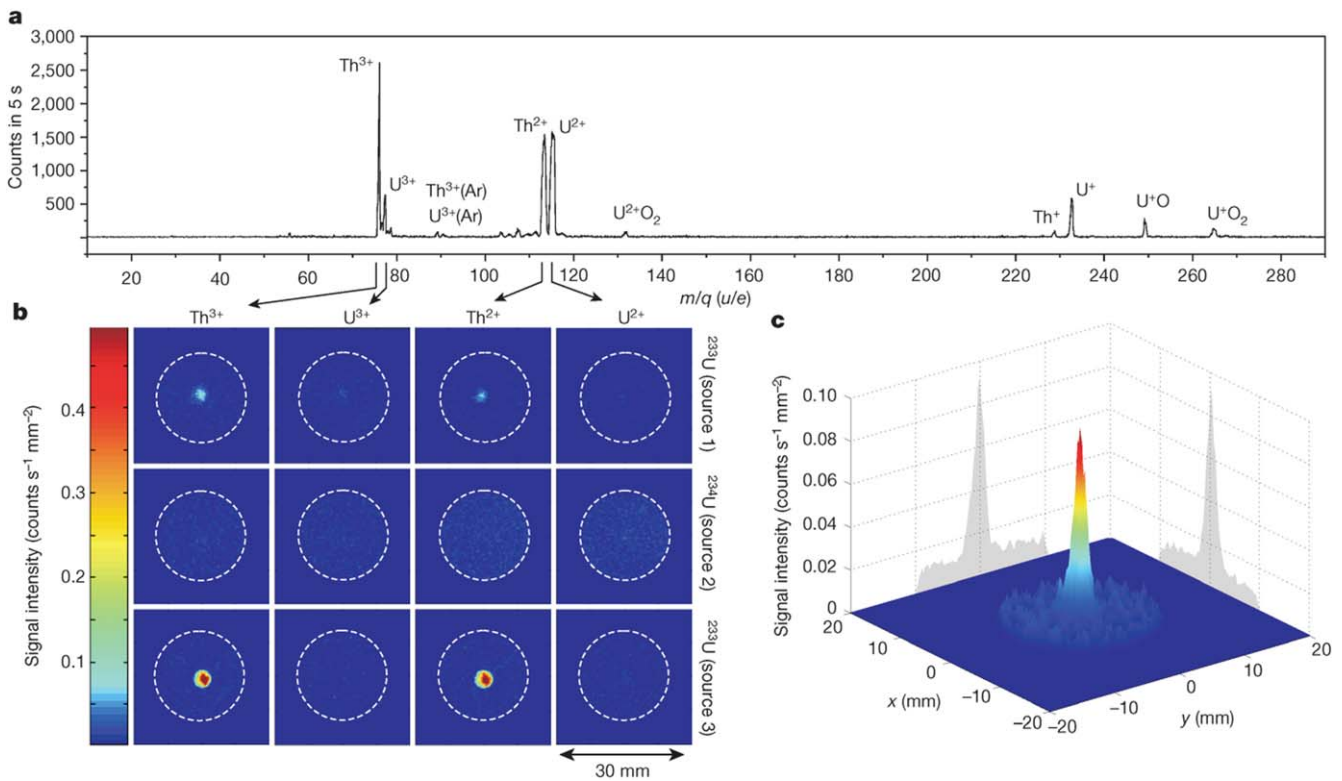 a
3,000
2,500
2,000
1,500
1,000
500
Counts in 5 s
Th³⁺
U³⁺
Th³⁺(Ar)
U³⁺(Ar)
Th²⁺
U²⁺
U²⁺O₂
Th⁺
U⁺
U⁺O
U⁺O₂
20 40 60 80 100 120 140 160 180 200 220 240 260 280
m/q (u/e)
b
Th³⁺ U³⁺ Th²⁺ U²⁺
Signal intensity (counts s⁻¹ mm⁻²)
0.4
0.3
0.2
0.1
²³³U (source 1)
²³⁴U (source 2)
²³³U (source 3)
30 mm
c
Signal intensity (counts s⁻¹ mm⁻²)
0.10
0.08
0.06
0.04
0.02
0
20
10
0
−10
−20
x (mm)
−20
−10
0
10
20
y (mm)